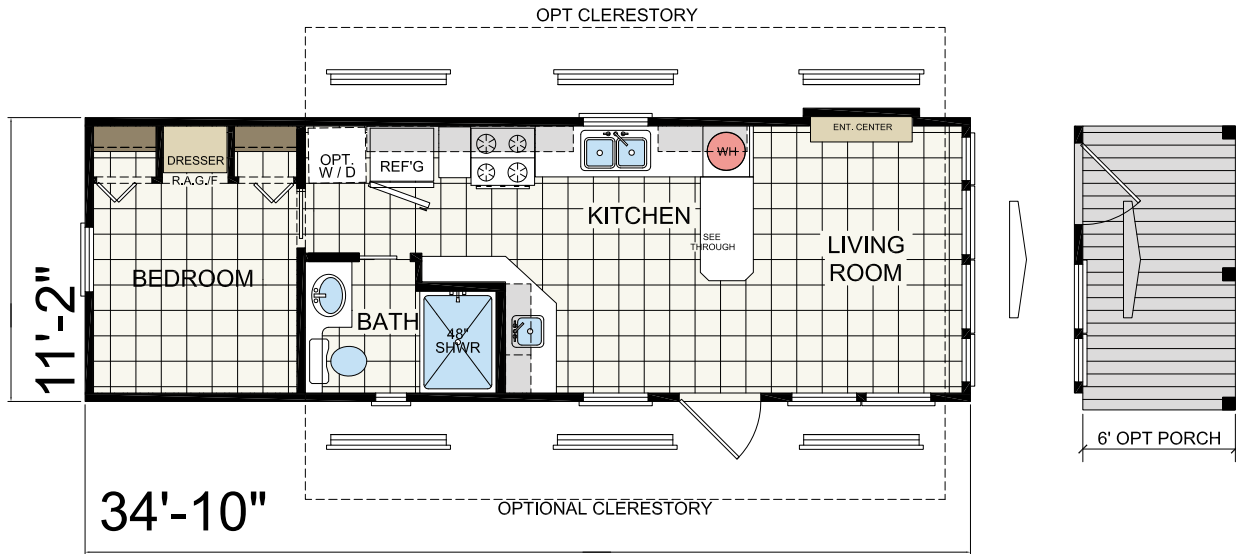 OPT CLERESTORY
ENT. CENTER
DRESSER
R.A.G./F
OPT.
W / D
REF'G
WH
KITCHEN
SEE
THROUGH
LIVING
ROOM
BEDROOM
BATH
48"
SHWR
11'-2"
6' OPT PORCH
34'-10"
OPTIONAL CLERESTORY